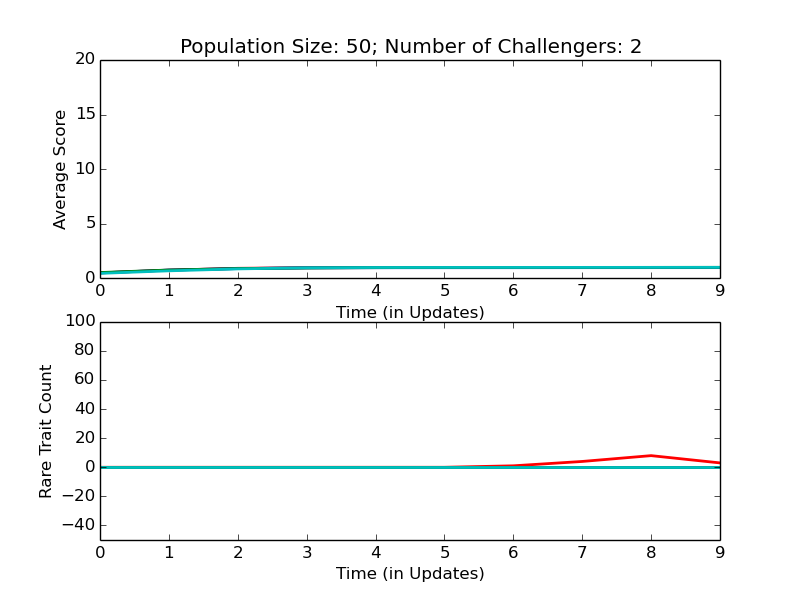 Population Size: 50; Number of Challengers: 2
20
15
10
5
0
Average Score
0 1 2 3 4 5 6 7 8 9
Time (in Updates)
100
80
60
40
20
0
−20
−40
Rare Trait Count
0 1 2 3 4 5 6 7 8 9
Time (in Updates)